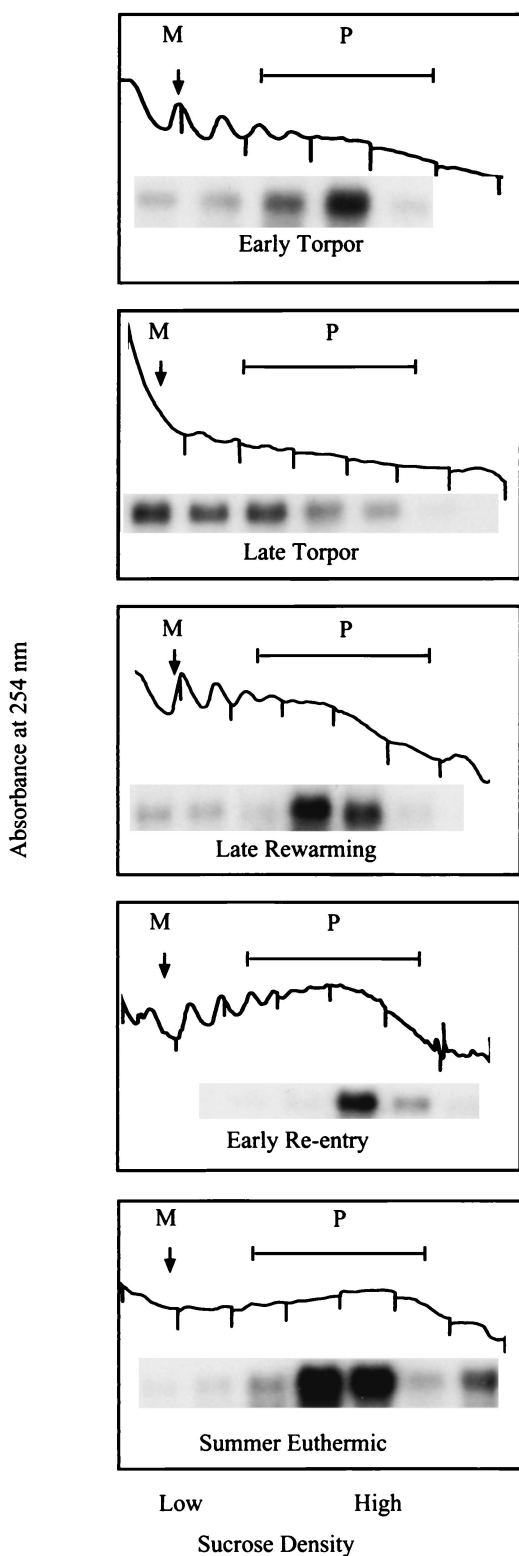 M P
Early Torpor
M P
Late Torpor
M P
Late Rewarming
M P
Early Re-entry
M P
Summer Euthermic
Absorbance at 254 nm
Low High
Sucrose Density